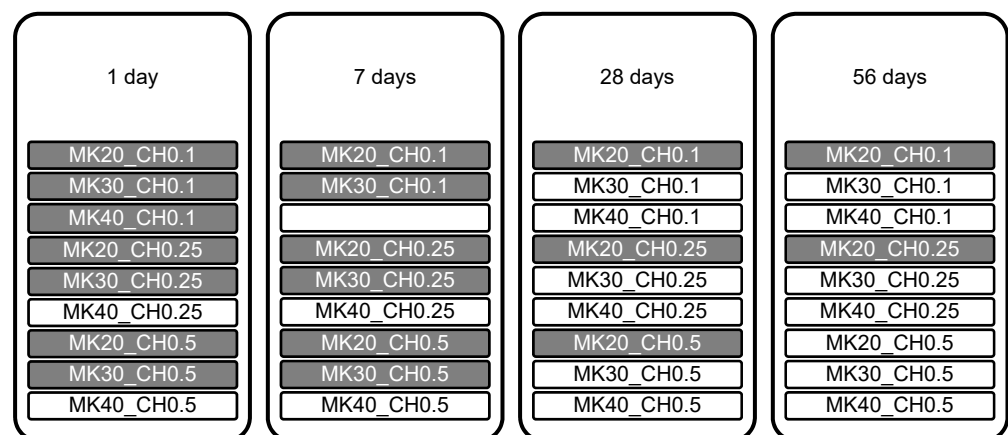 1 day
MK20_CH0.1
MK30_CH0.1
MK40_CH0.1
MK20_CH0.25
MK30_CH0.25
MK40_CH0.25
MK20_CH0.5
MK30_CH0.5
MK40_CH0.5
7 days
MK20_CH0.1
MK30_CH0.1
MK20_CH0.25
MK30_CH0.25
MK40_CH0.25
MK20_CH0.5
MK30_CH0.5
MK40_CH0.5
28 days
MK20_CH0.1
MK30_CH0.1
MK40_CH0.1
MK20_CH0.25
MK30_CH0.25
MK40_CH0.25
MK20_CH0.5
MK30_CH0.5
MK40_CH0.5
56 days
MK20_CH0.1
MK30_CH0.1
MK40_CH0.1
MK20_CH0.25
MK30_CH0.25
MK40_CH0.25
MK20_CH0.5
MK30_CH0.5
MK40_CH0.5